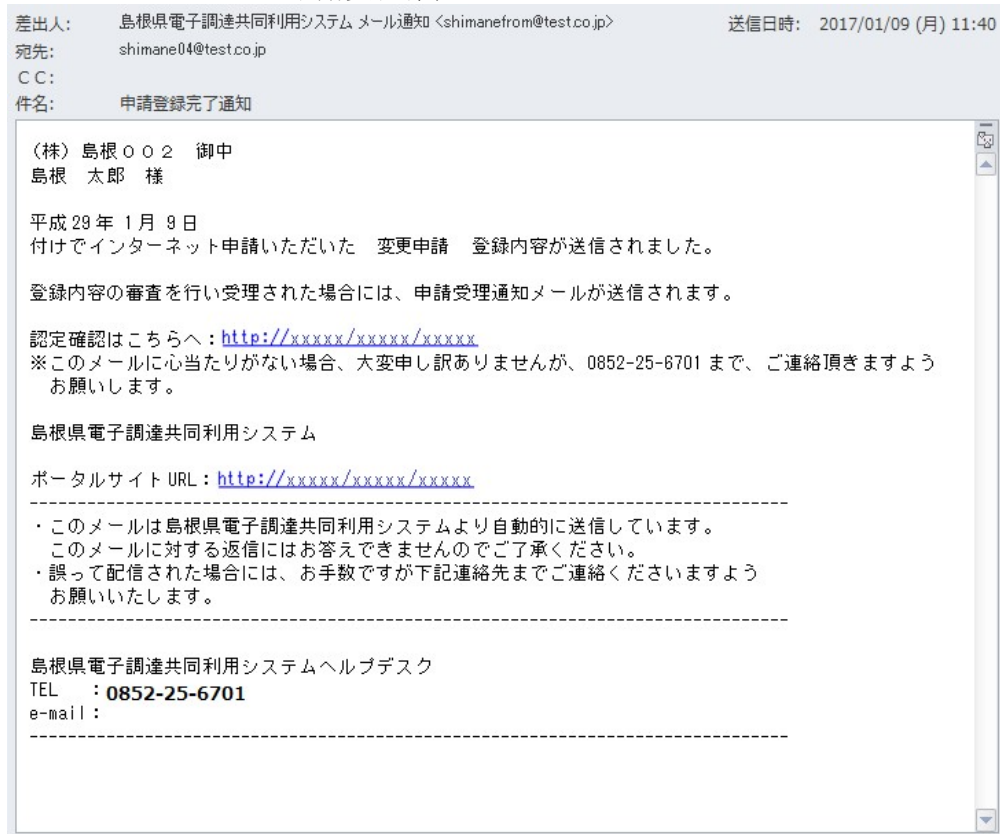 差出人: 島根県電子調達共同利用システム メール通知 <shimanefrom@test.co.jp> 送信日時: 2017/01/09 (月) 11:40
宛先: shimane04@test.co.jp
ＣＣ:
件名: 申請登録完了通知
（株）島根００２　御中
島根　太郎　様
平成29年 1月 9日
付けでインターネット申請いただいた　変更申請　登録内容が送信されました。
登録内容の審査を行い受理された場合には、申請受理通知メールが送信されます。
認定確認はこちらへ：http://xxxxx/xxxxx/xxxxx
※このメールに心当たりがない場合、大変申し訳ありませんが、0852-25-6701 まで、ご連絡頂きますよう
お願いします。
島根県電子調達共同利用システム
ポータルサイト URL：http://xxxxx/xxxxx/xxxxx
--------------------------------------------------------------------------------
・このメールは島根県電子調達共同利用システムより自動的に送信しています。
このメールに対する返信にはお答えできませんのでご了承ください。
・誤って配信された場合には、お手数ですが下記連絡先までご連絡くださいますよう
お願いいたします。
--------------------------------------------------------------------------------
島根県電子調達共同利用システムヘルプデスク
TEL　：0852-25-6701
e-mail：
--------------------------------------------------------------------------------